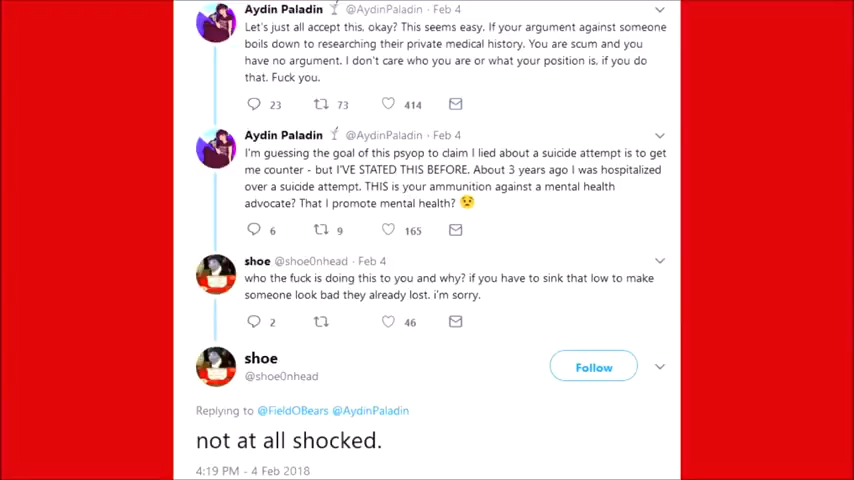 Aydin Paladin @AydinPaladin · Feb 4
Let's just all accept this, okay? This seems easy. If your argument against someone
boils down to researching their private medical history. You are scum and you
have no argument. I don't care who you are or what your position is, if you do
that. Fuck you.
23 73 414
Aydin Paladin @AydinPaladin · Feb 4
I'm guessing the goal of this psyop to claim I lied about a suicide attempt is to get
me counter - but I'VE STATED THIS BEFORE. About 3 years ago I was hospitalized
over a suicide attempt. THIS is your ammunition against a mental health
advocate? That I promote mental health? 😟
6 9 165
shoe @shoe0nhead · Feb 4
who the fuck is doing this to you and why? if you have to sink that low to make
someone look bad they already lost. i'm sorry.
2 46
shoe
@shoe0nhead
Follow
Replying to @FieldOBears @AydinPaladin
not at all shocked.
4:19 PM - 4 Feb 2018